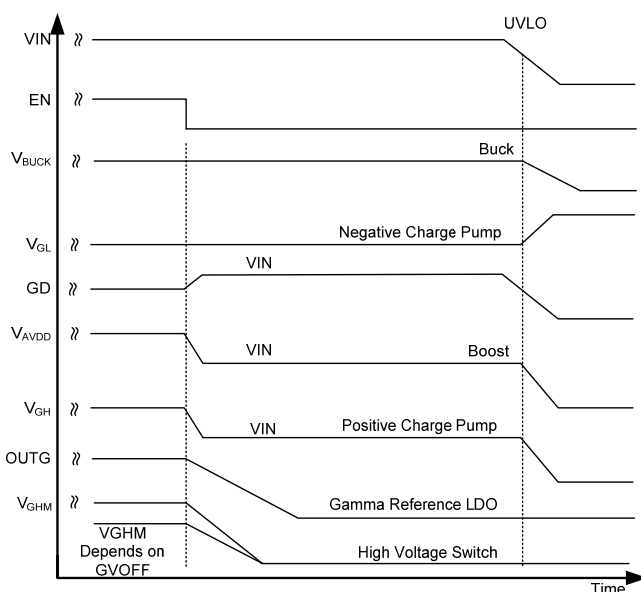 UVLO
VIN
EN
Buck
VBUCK
Negative Charge Pump
VGL
VIN
GD
VAVDD
VIN
Boost
VGH
VIN
Positive Charge Pump
OUTG
Gamma Reference LDO
VGHM
VGHM
Depends on
GVOFF
High Voltage Switch
Time